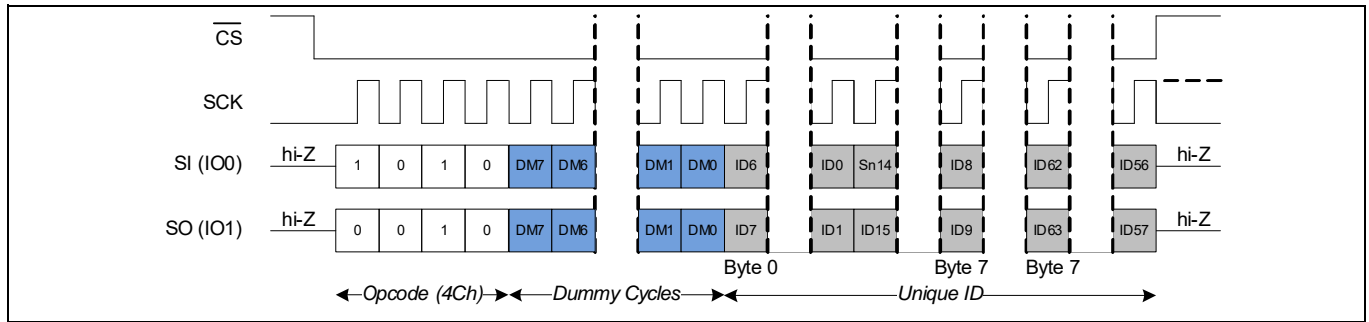 CS
SCK
SI (IO0) hi-Z 1 0 1 0 DM7 DM6 DM1 DM0 ID6 ID0 Sn14 ID8 ID62 ID56 hi-Z
SO (IO1) hi-Z 0 0 1 0 DM7 DM6 DM1 DM0 ID7 ID1 ID15 ID9 ID63 ID57 hi-Z
Byte 0 Byte 7 Byte 7
Opcode (4Ch) Dummy Cycles Unique ID